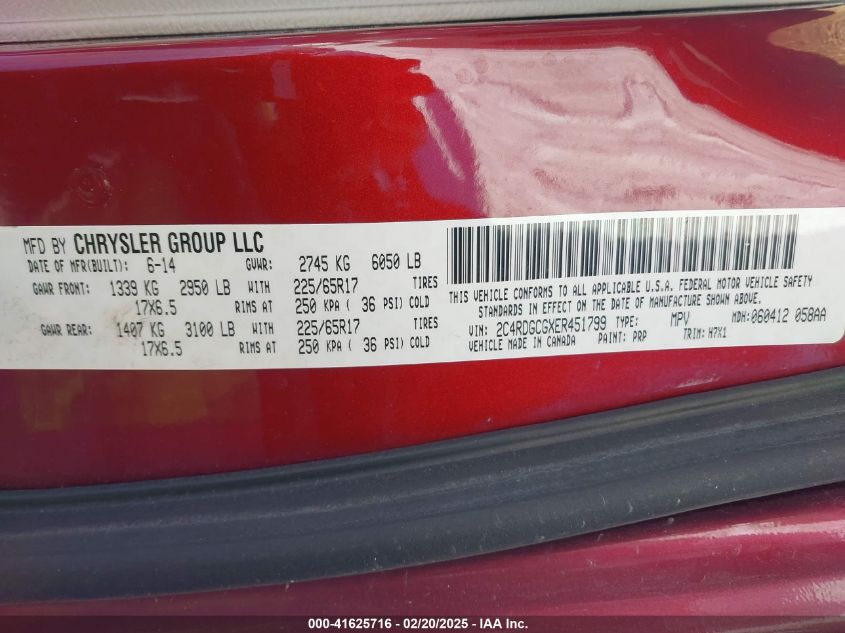 MFD BY CHRYSLER GROUP LLC
DATE OF MFR(BUILT): 6-14 GVWR: 2745 KG 6050 LB
GAWR FRONT: 1339 KG 2950 LB WITH 225/65R17 TIRES
17X6.5 RIMS AT 250 KPA ( 36 PSI) COLD
GAWR REAR: 1407 KG 3100 LB WITH 225/65R17 TIRES
17X6.5 RIMS AT 250 KPA ( 36 PSI) COLD
THIS VEHICLE CONFORMS TO ALL APPLICABLE U.S.A. FEDERAL MOTOR VEHICLE SAFETY
STANDARDS IN EFFECT ON THE DATE OF MANUFACTURE SHOWN ABOVE.
VIN: 2C4RDGCGXER451799 TYPE: MPV MDH: 060412 058AA
VEHICLE MADE IN CANADA PAINT: PRP TRIM: H7X1
000-41625716 - 02/20/2025 - IAA Inc.